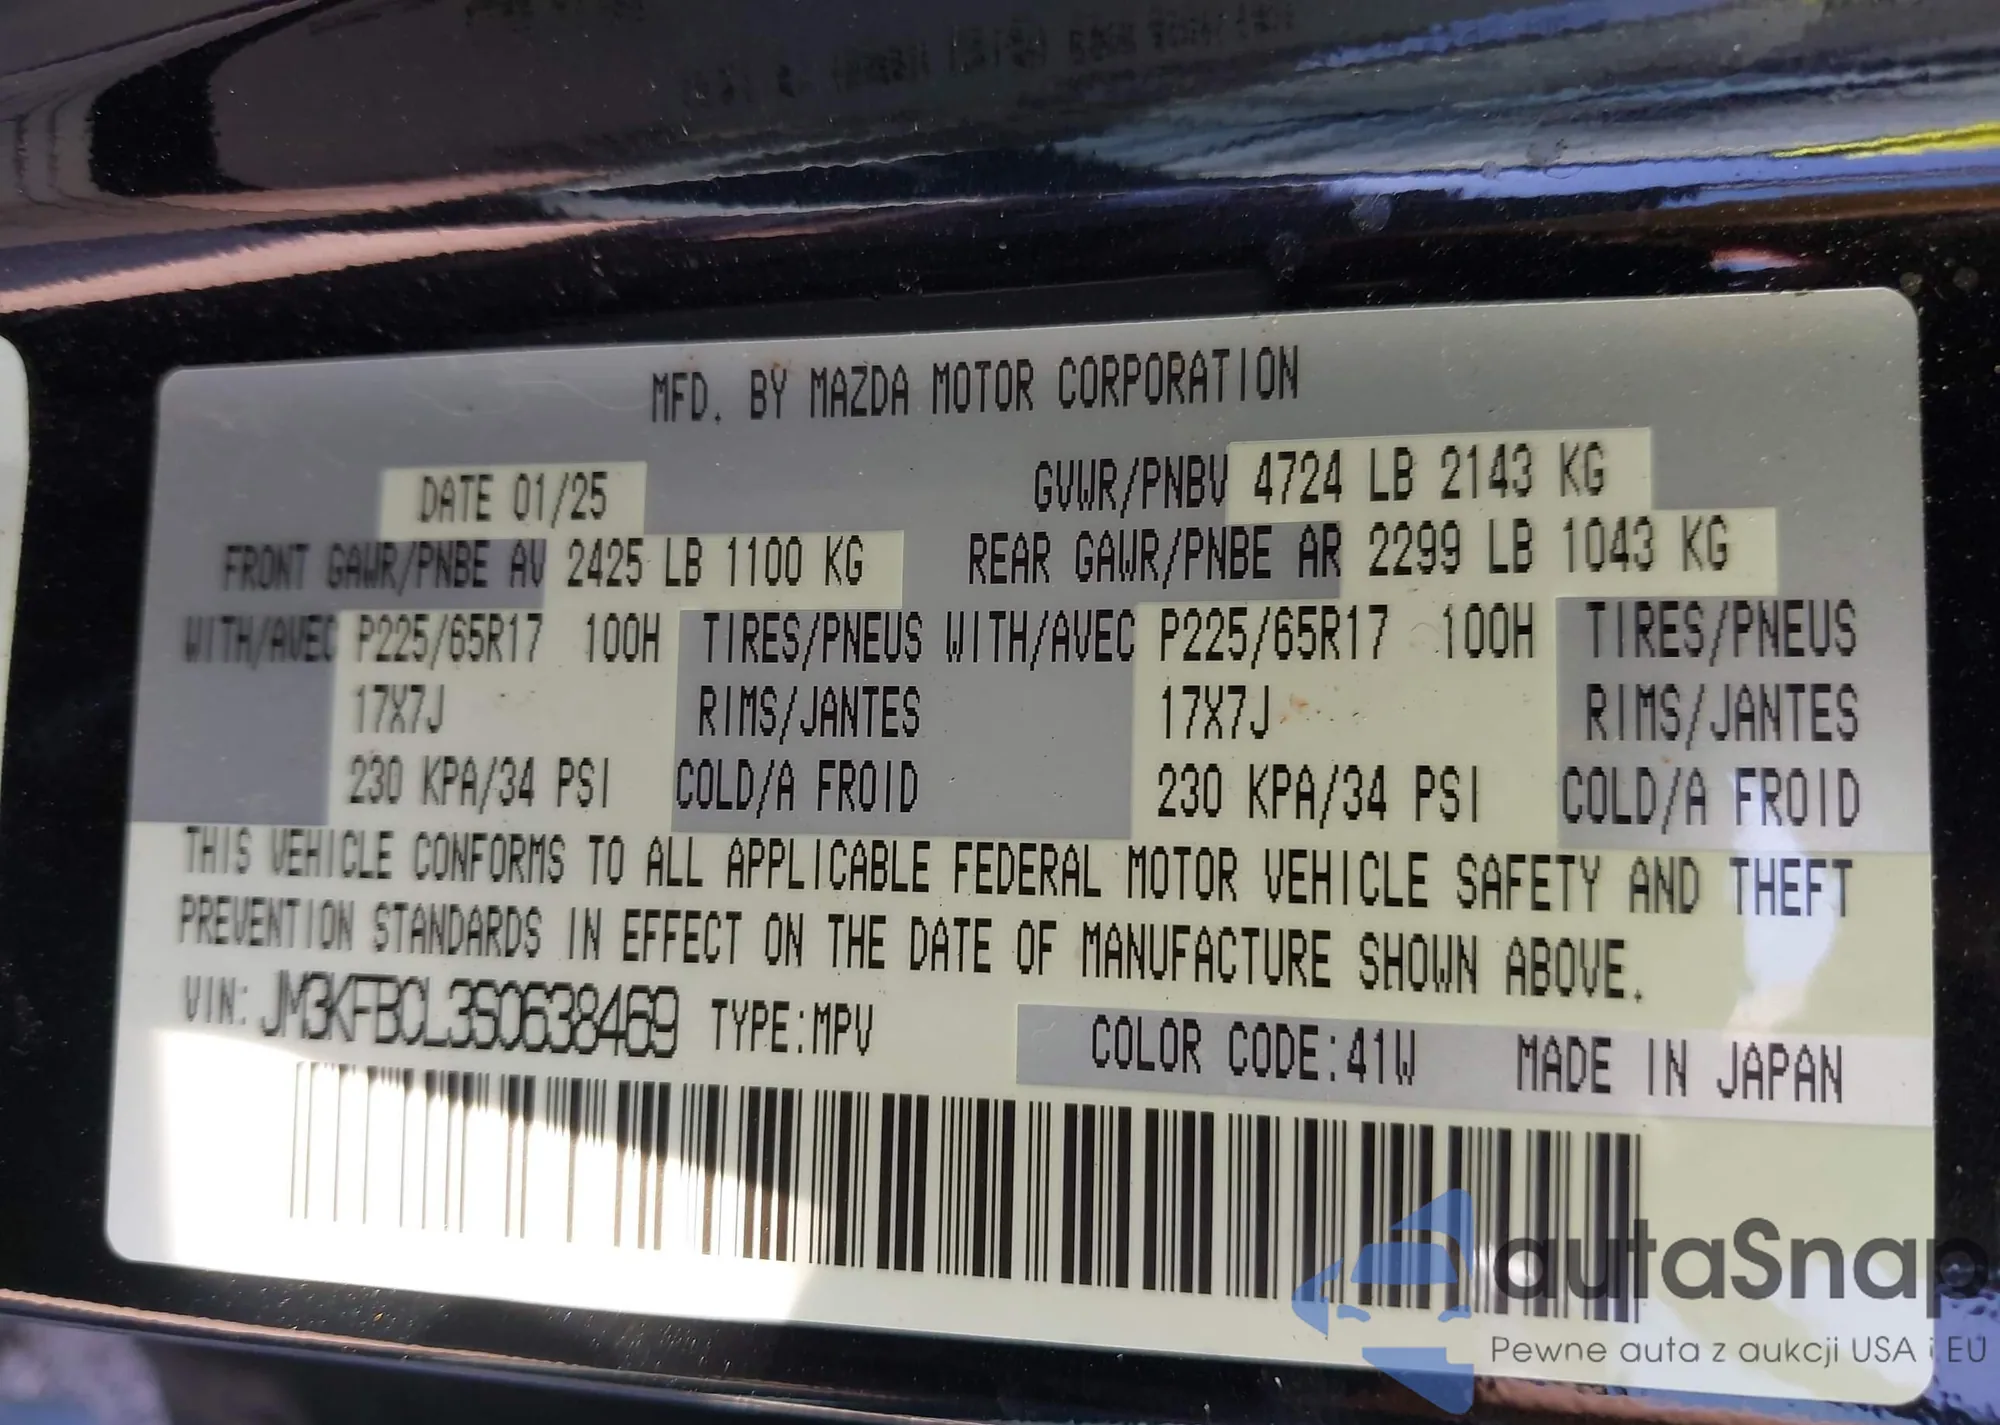 MFD. BY MAZDA MOTOR CORPORATION
DATE 01/25 GVWR/PNBV 4724 LB 2143 KG
FRONT GAWR/PNBE AV 2425 LB 1100 KG REAR GAWR/PNBE AR 2299 LB 1043 KG
WITH/AVEC P225/65R17 100H TIRES/PNEUS WITH/AVEC P225/65R17 100H TIRES/PNEUS
17X7J RIMS/JANTES 17X7J RIMS/JANTES
230 KPA/34 PSI COLD/A FROID 230 KPA/34 PSI COLD/A FROID
THIS VEHICLE CONFORMS TO ALL APPLICABLE FEDERAL MOTOR VEHICLE SAFETY AND THEFT
PREVENTION STANDARDS IN EFFECT ON THE DATE OF MANUFACTURE SHOWN ABOVE.
VIN: JM3KFBCL3S0638469 TYPE:MPV COLOR CODE:41W MADE IN JAPAN
autaSnap
Pewne auta z aukcji USA i EU